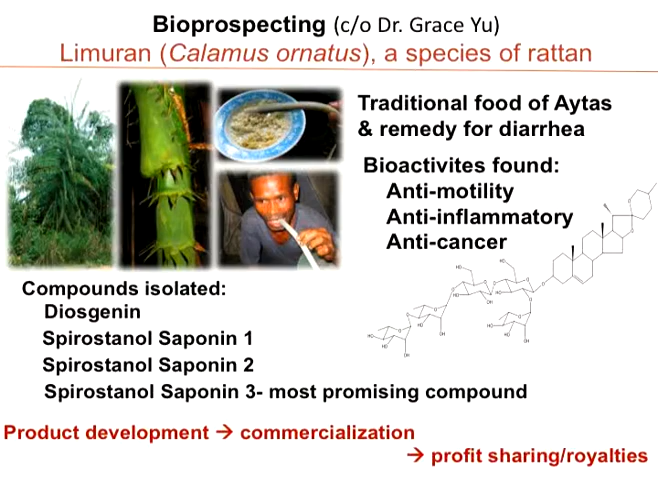 Bioprospecting (c/o Dr. Grace Yu)
Limuran (Calamus ornatus), a species of rattan
Traditional food of Aytas
& remedy for diarrhea
Bioactivites found:
Anti-motility
Anti-inflammatory
Anti-cancer
Compounds isolated:
Diosgenin
Spirostanol Saponin 1
Spirostanol Saponin 2
Spirostanol Saponin 3- most promising compound
Product development → commercialization
→ profit sharing/royalties